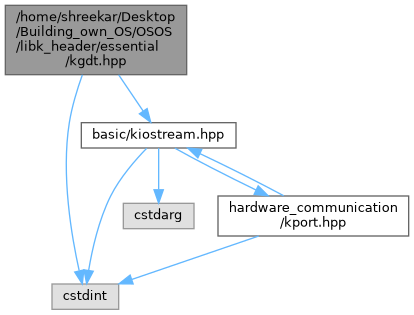 /home/shreekar/Desktop
/Building_own_OS/OSOS
/libk_header/essential
/kgdt.hpp
basic/kiostream.hpp
cstdarg
hardware_communication
/kport.hpp
cstdint